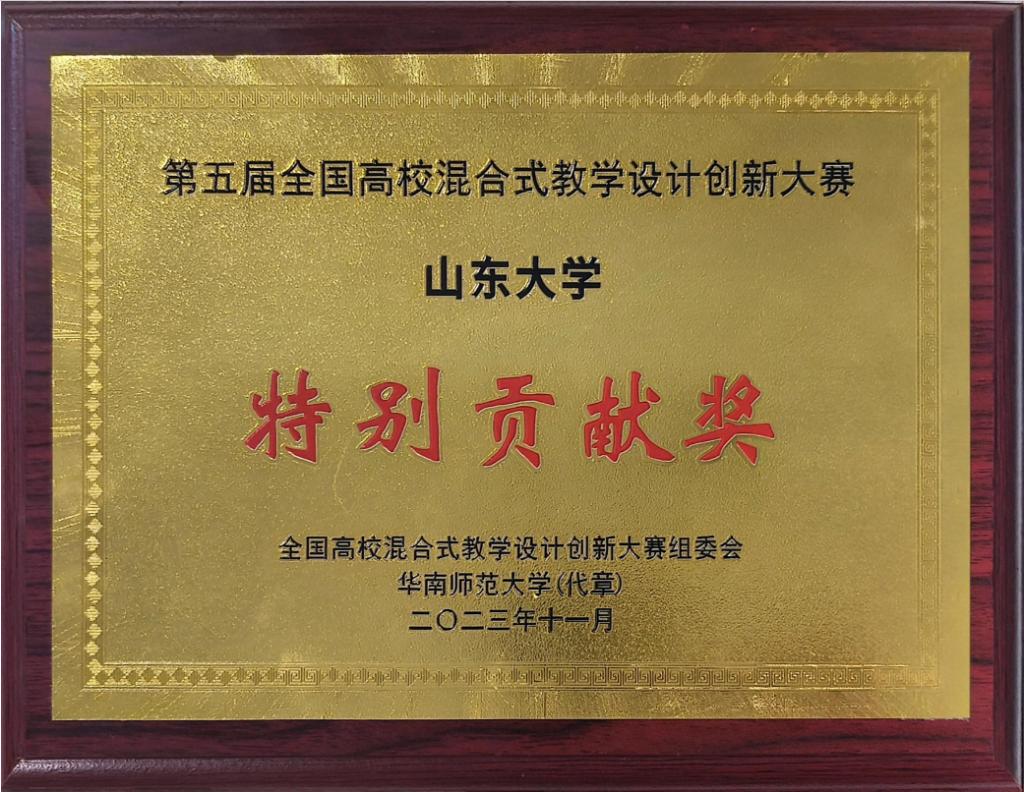 第五届全国高校混合式教学设计创新大赛
山东大学
特别贡献奖
全国高校混合式教学设计创新大赛组委会
华南师范大学(代章)
二〇二三年十一月